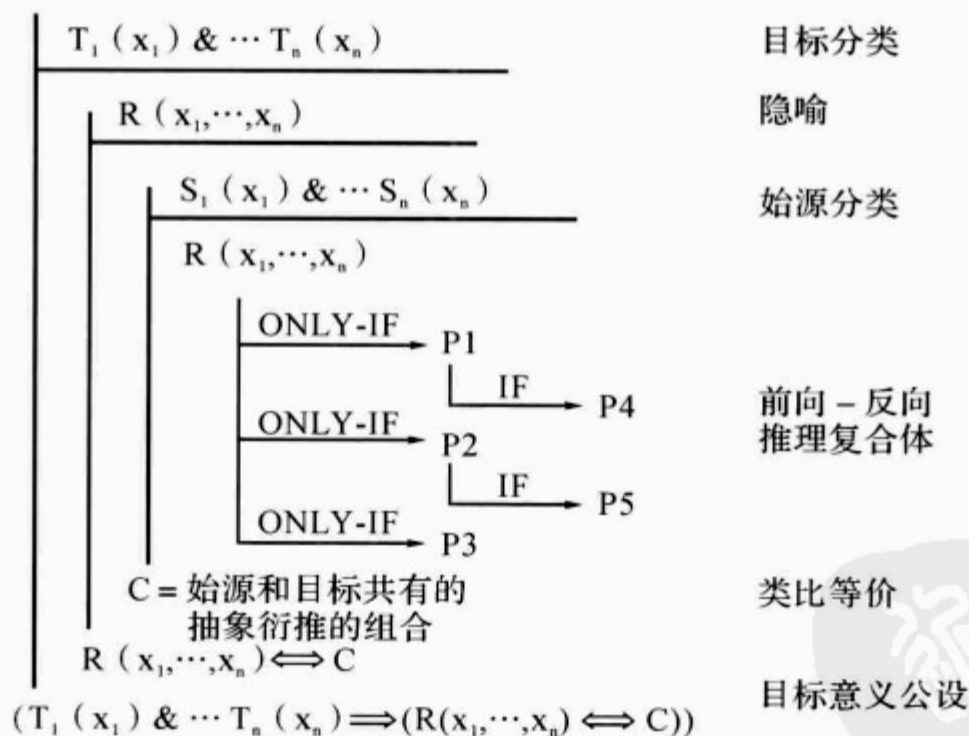 T₁ (x₁) & ⋯ Tₙ (xₙ) 目标分类
R (x₁,⋯,xₙ) 隐喻
S₁ (x₁) & ⋯ Sₙ (xₙ) 始源分类
R (x₁,⋯,xₙ)
ONLY-IF P1
IF P4 前向 – 反向
ONLY-IF P2 推理复合体
IF P5
ONLY-IF P3
C = 始源和目标共有的 类比等价
抽象衍推的组合
R (x₁,⋯,xₙ)⟺ C
目标意义公设
(T₁ (x₁) & ⋯ Tₙ (xₙ) ⟹(R(x₁,⋯,xₙ) ⟺ C))